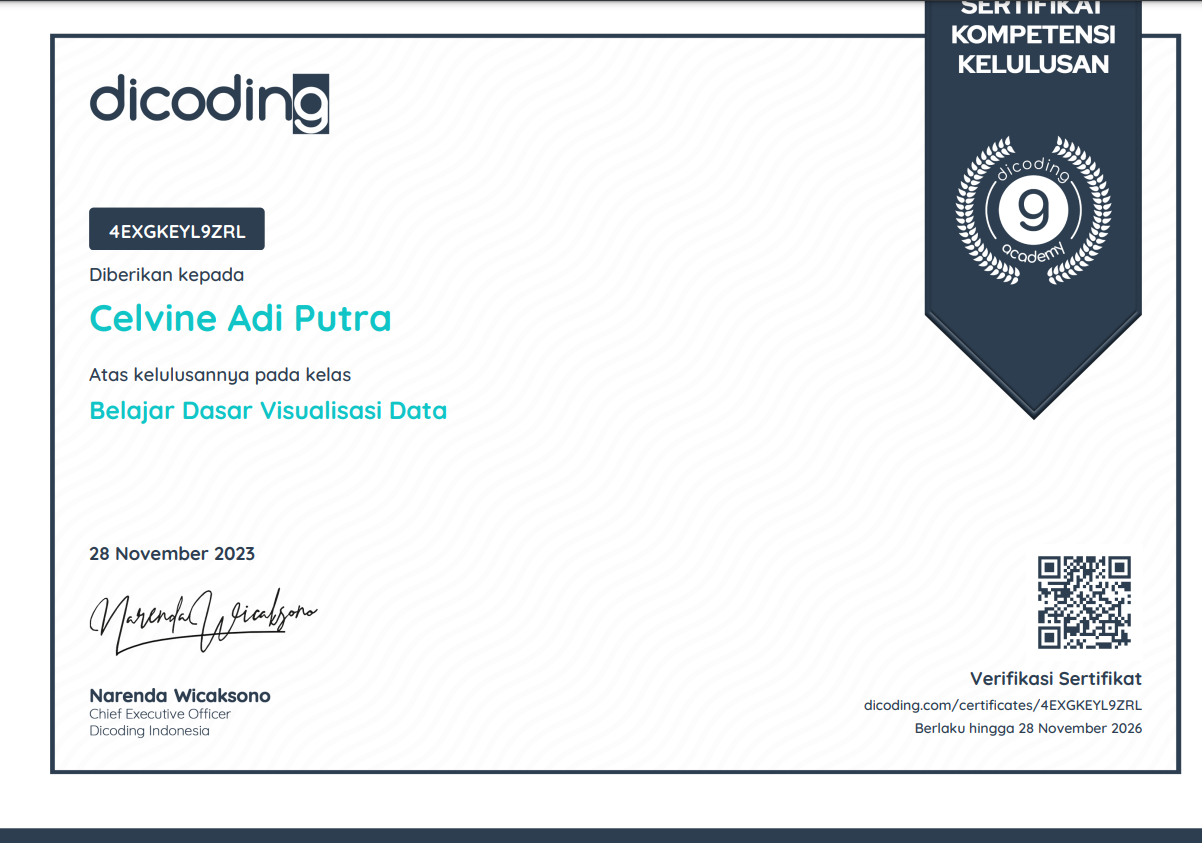 SERTIFIKAT
KOMPETENSI
KELULUSAN
dicoding
dicoding
academy
4EXGKEYL9ZRL
Diberikan kepada
Celvine Adi Putra
Atas kelulusannya pada kelas
Belajar Dasar Visualisasi Data
28 November 2023
Narenda Wicaksono
Narenda Wicaksono
Chief Executive Officer
Dicoding Indonesia
Verifikasi Sertifikat
dicoding.com/certificates/4EXGKEYL9ZRL
Berlaku hingga 28 November 2026